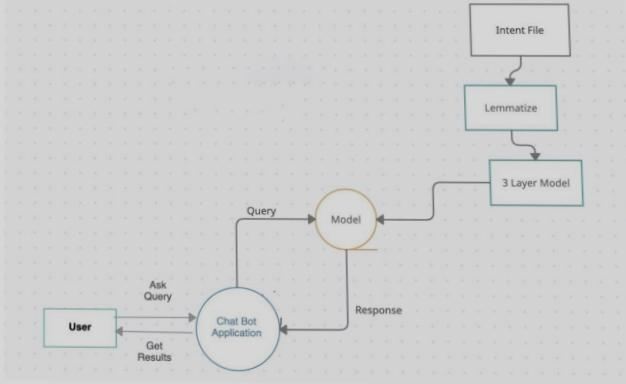 Intent File
Lemmatize
3 Layer Model
Query
Model
Ask
Query
Response
User
Chat Bot
Application
Get
Results